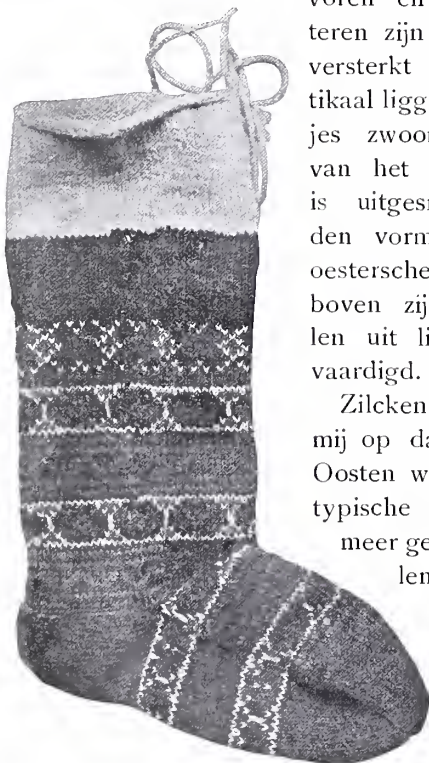 voren en
teren zijn
versterkt
tikaal ligg
jes zwoor
van het
is uitgesn
den vorm
oestersche
boven zij
len uit li
vaardigd.
Zilcken
mij op da
Oosten w
typische
meer ge
len